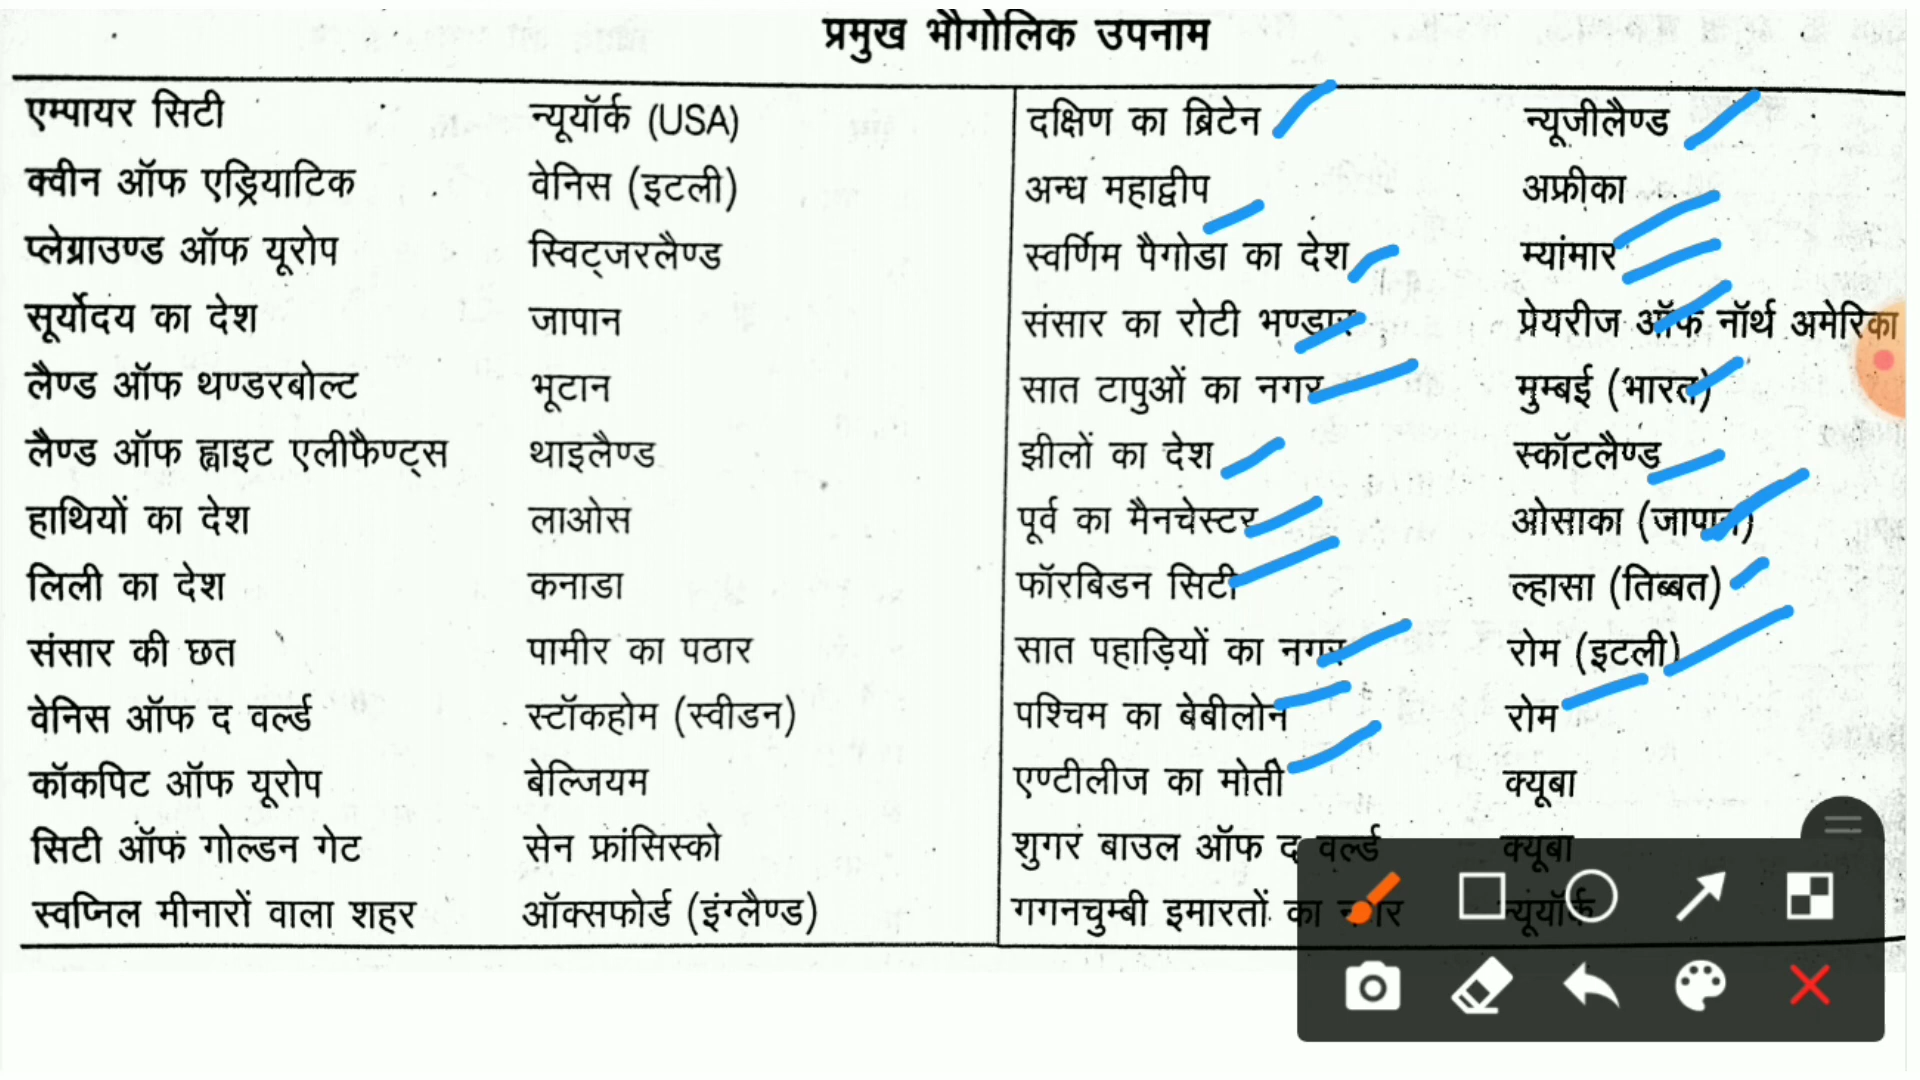 प्रमुख भौगोलिक उपनाम
एम्पायर सिटी न्यूयॉर्क (USA)
क्वीन ऑफ एड्रियाटिक वेनिस (इटली)
प्लेग्राउण्ड ऑफ यूरोप स्विट्जरलैण्ड
सूर्योदय का देश जापान
लैण्ड ऑफ थण्डरबोल्ट भूटान
लैण्ड ऑफ ह्वाइट एलीफैण्ट्स थाइलैण्ड
हाथियों का देश लाओस
लिली का देश कनाडा
संसार की छत पामीर का पठार
वेनिस ऑफ द वर्ल्ड स्टॉकहोम (स्वीडन)
कॉकपिट ऑफ यूरोप बेल्जियम
सिटी ऑफ गोल्डन गेट सेन फ्रांसिस्को
स्वप्निल मीनारों वाला शहर ऑक्सफोर्ड (इंग्लैण्ड)
दक्षिण का ब्रिटेन न्यूजीलैण्ड
अन्ध महाद्वीप अफ्रीका
स्वर्णिम पैगोडा का देश म्यांमार
संसार का रोटी भण्डार प्रेयरीज ऑफ नॉर्थ अमेरिका
सात टापुओं का नगर मुम्बई (भारत)
झीलों का देश स्कॉटलैण्ड
पूर्व का मैनचेस्टर ओसाका (जापान)
फॉरबिडन सिटी ल्हासा (तिब्बत)
सात पहाड़ियों का नगर रोम (इटली)
पश्चिम का बेबीलोन रोम
एण्टीलीज का मोती क्यूबा
शुगर बाउल ऑफ द वर्ल्ड क्यूबा
गगनचुम्बी इमारतों का नगर न्यूयॉर्क